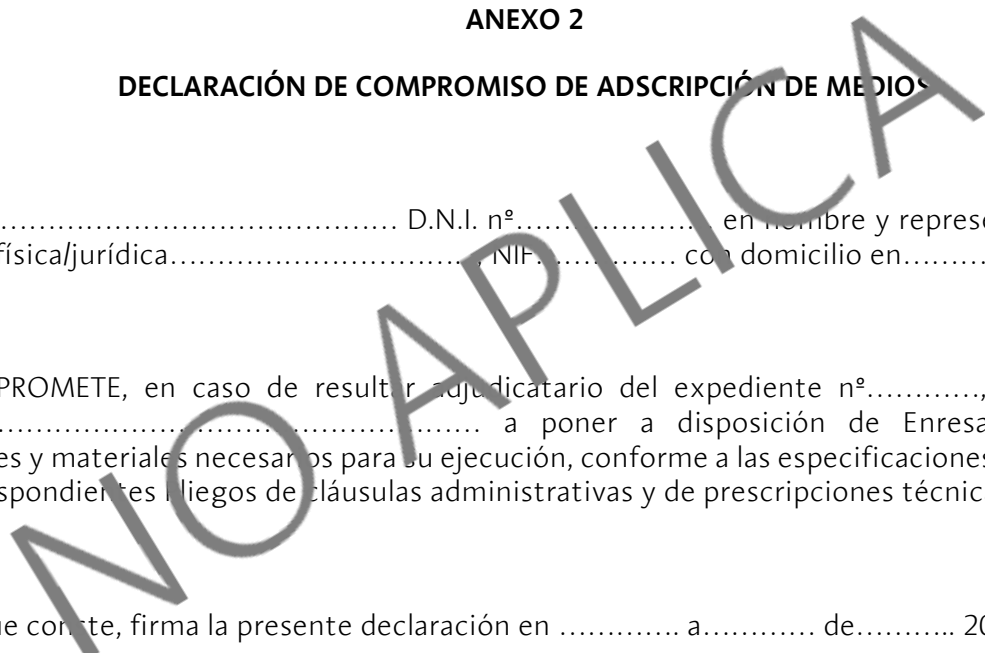 ANEXO 2
DECLARACIÓN DE COMPROMISO DE ADSCRIPCIÓN DE MEDIOS
………………………………… D.N.I. nº………………… en nombre y repres
física/jurídica…………………………, NIF…………… con domicilio en………
PROMETE, en caso de resultar adjudicatario del expediente nº…………,
………………………………………… a poner a disposición de Enresa
es y materiales necesarios para su ejecución, conforme a las especificaciones
spondientes pliegos de cláusulas administrativas y de prescripciones técnic
ue conste, firma la presente declaración en …………. a………… de……….. 20
NO APLICA